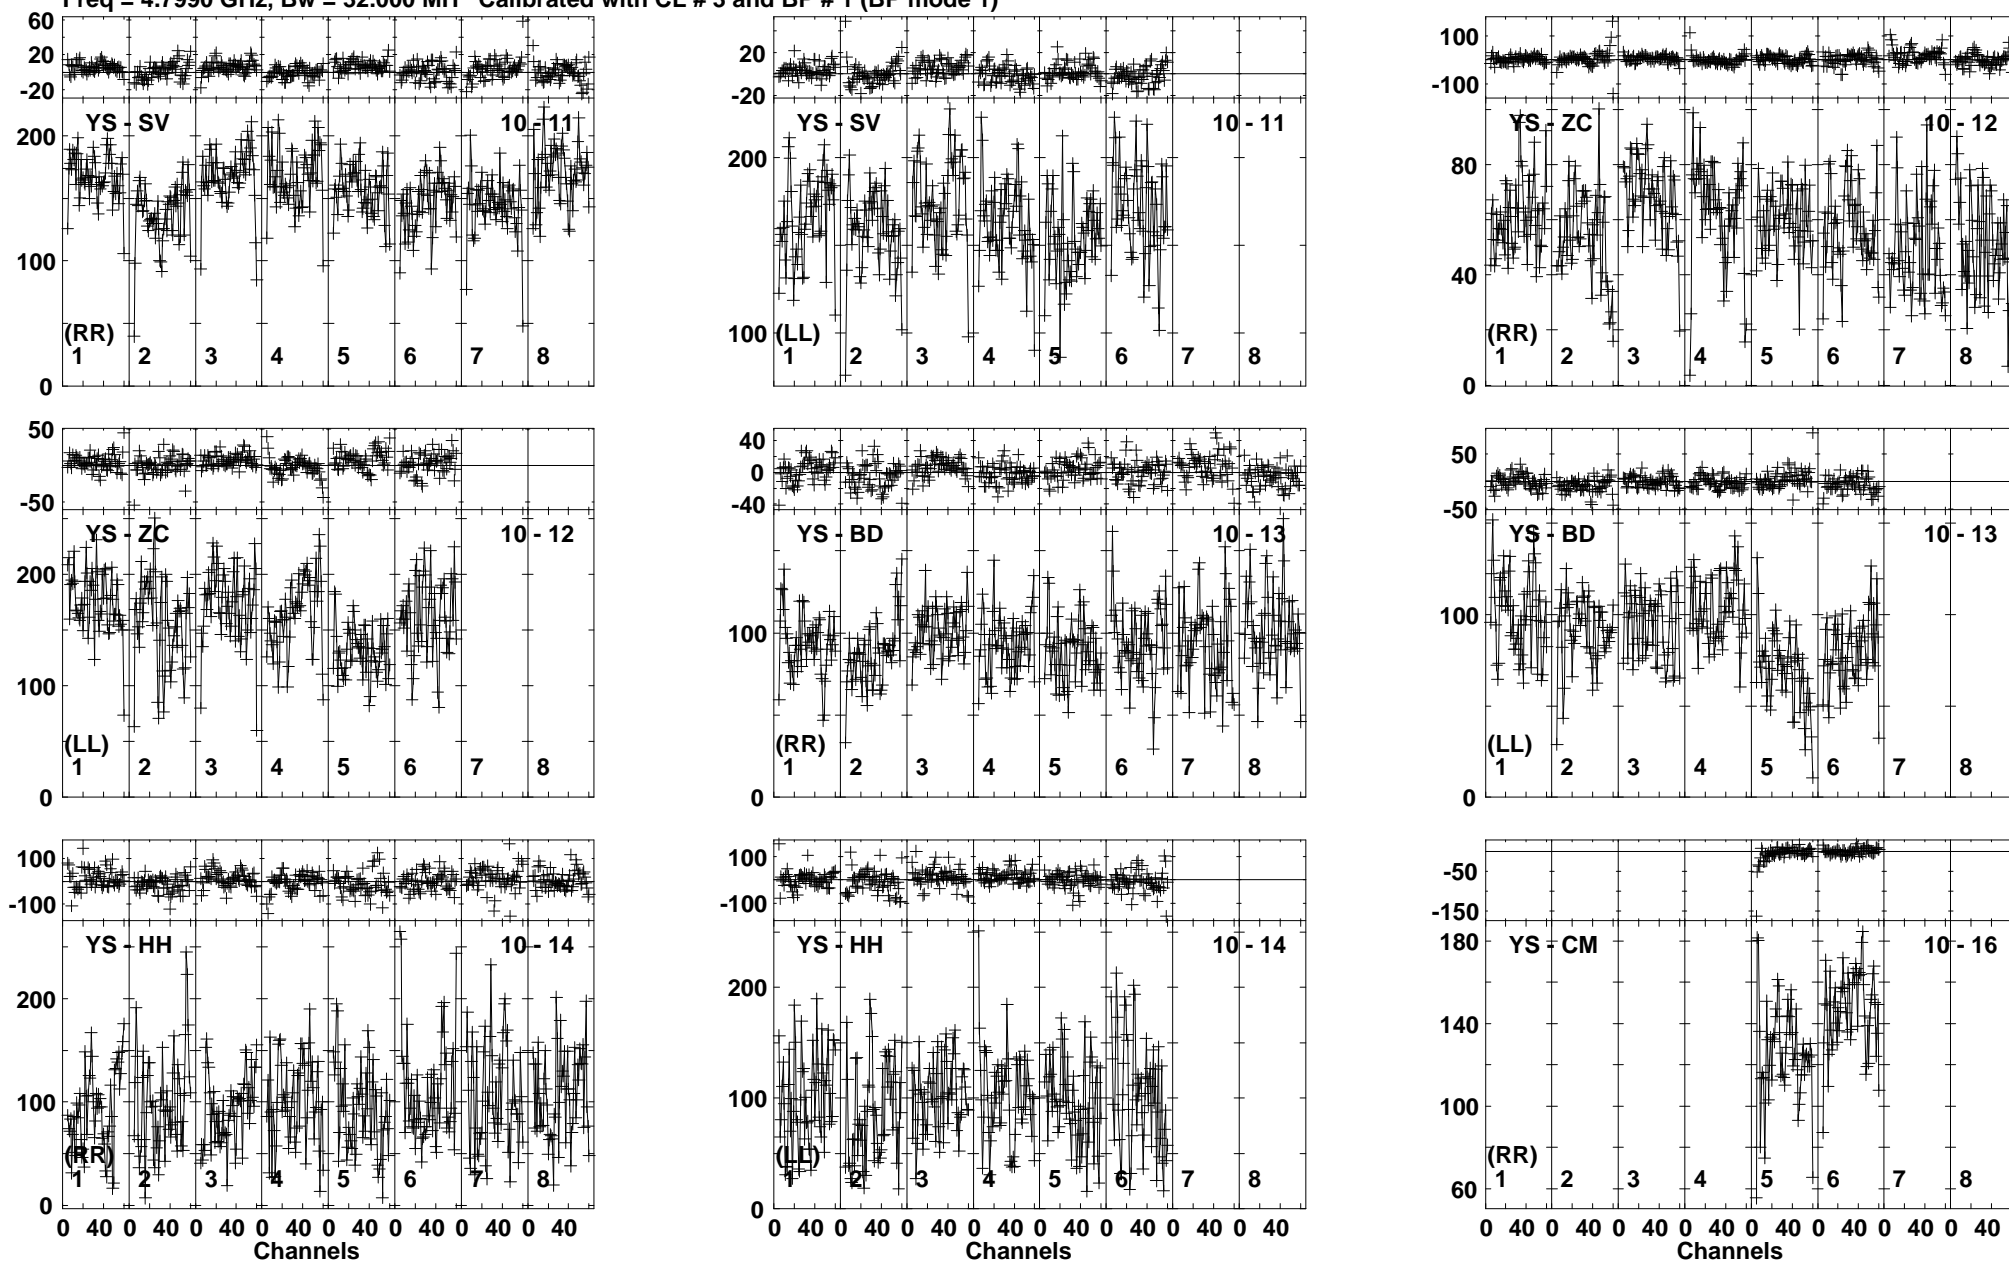 Freq = 4.7990 GHz, Bw = 32.000 MH Calibrated with CL # 3 and BP # 1 (BP mode 1)
60 20 -20
20 -20
100 -100
YS - SV 10 - 11
YS - SV 10 - 11
YS - ZC 10 - 12
200 100 0
200 100
80 40 0
(RR)
(LL)
(RR)
1 2 3 4 5 6 7 8
1 2 3 4 5 6 7 8
1 2 3 4 5 6 7 8
50 -50
40 0 -40
50 -50
YS - ZC 10 - 12
YS - BD 10 - 13
YS - BD 10 - 13
200 100 0
100 0
100 0
(LL)
(RR)
(LL)
1 2 3 4 5 6 7 8
1 2 3 4 5 6 7 8
1 2 3 4 5 6 7 8
100 -100
100 -100
-50 -150
YS - HH 10 - 14
YS - HH 10 - 14
YS - CM 10 - 16
200 100 0
200 100 0
180 140 100 60
(RR)
(LL)
(RR)
1 2 3 4 5 6 7 8
1 2 3 4 5 6 7 8
1 2 3 4 5 6 7 8
0 40 0 40 0 40 0 40 0 40 0 40 0 40 0 40
0 40 0 40 0 40 0 40 0 40 0 40 0 40 0 40
0 40 0 40 0 40 0 40 0 40 0 40 0 40 0 40
Channels
Channels